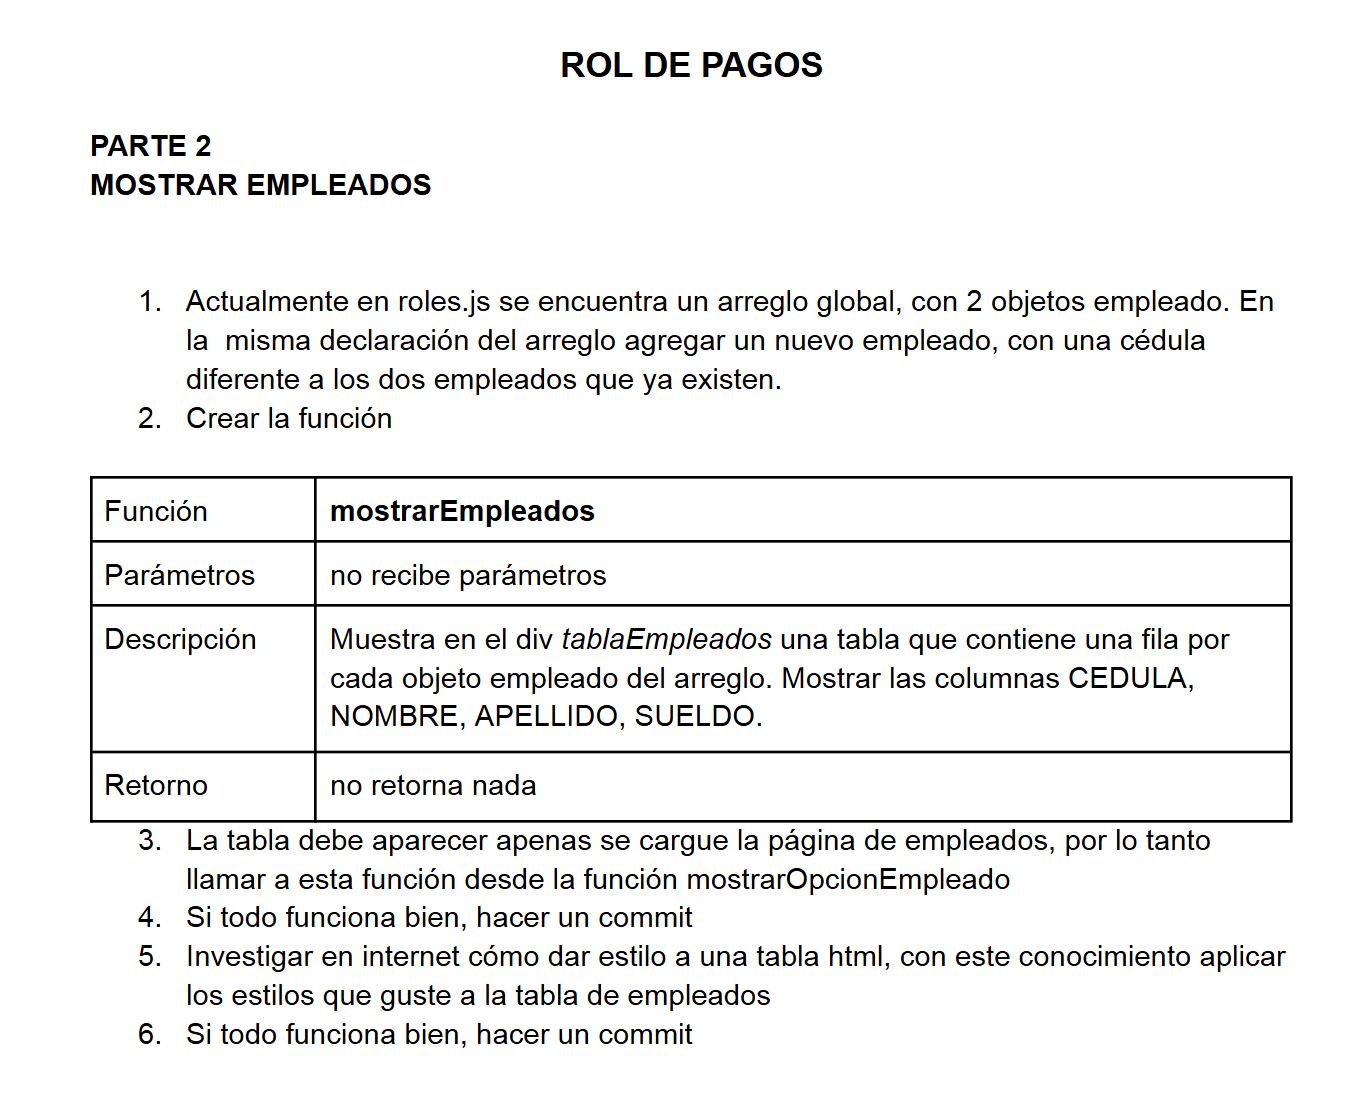 ROL DE PAGOS
PARTE 2
MOSTRAR EMPLEADOS
1. Actualmente en roles.js se encuentra un arreglo global, con 2 objetos empleado. En
la  misma declaración del arreglo agregar un nuevo empleado, con una cédula
diferente a los dos empleados que ya existen.
2. Crear la función
Función mostrarEmpleados
Parámetros no recibe parámetros
Descripción Muestra en el div tablaEmpleados una tabla que contiene una fila por
cada objeto empleado del arreglo. Mostrar las columnas CEDULA,
NOMBRE, APELLIDO, SUELDO.
Retorno no retorna nada
3. La tabla debe aparecer apenas se cargue la página de empleados, por lo tanto
llamar a esta función desde la función mostrarOpcionEmpleado
4. Si todo funciona bien, hacer un commit
5. Investigar en internet cómo dar estilo a una tabla html, con este conocimiento aplicar
los estilos que guste a la tabla de empleados
6. Si todo funciona bien, hacer un commit